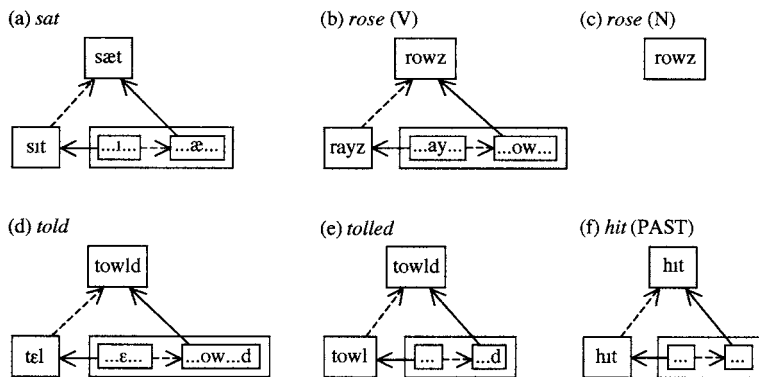 (a) sat (b) rose (V) (c) rose (N)
sæt rowz rowz
sɪt ...ɪ... ...æ... rayz ...ay... ...ow...
(d) told (e) tolled (f) hit (PAST)
towld towld hɪt
tɛl ...ɛ... ...ow...d towl ... ...d hɪt ... ...